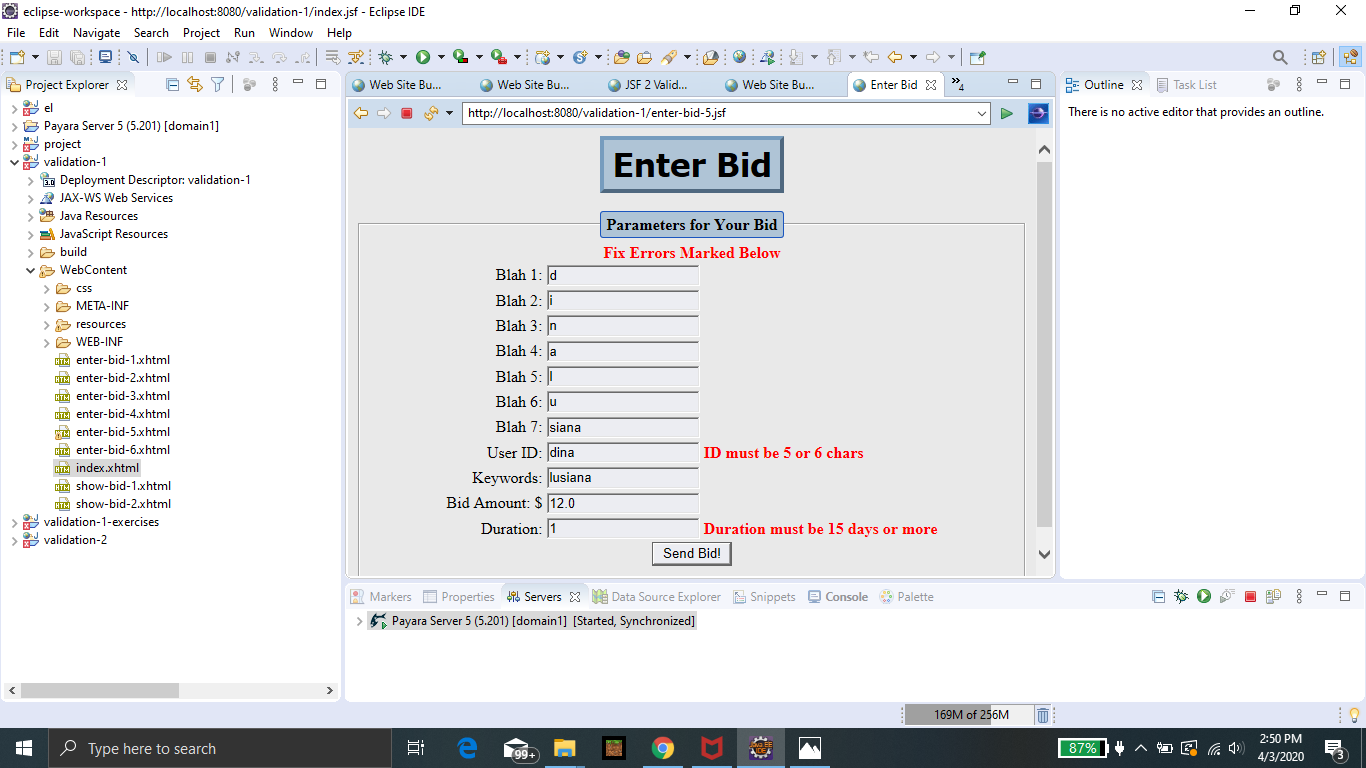 eclipse-workspace - http://localhost:8080/validation-1/index.jsf - Eclipse IDE
File Edit Navigate Search Project Run Window Help
Project Explorer
el
Payara Server 5 (5.201) [domain1]
project
validation-1
Deployment Descriptor: validation-1
JAX-WS Web Services
Java Resources
JavaScript Resources
build
WebContent
css
META-INF
resources
WEB-INF
enter-bid-1.xhtml
enter-bid-2.xhtml
enter-bid-3.xhtml
enter-bid-4.xhtml
enter-bid-5.xhtml
enter-bid-6.xhtml
index.xhtml
show-bid-1.xhtml
show-bid-2.xhtml
validation-1-exercises
validation-2
Web Site Bu... Web Site Bu... JSF 2 Valid... Web Site Bu... Enter Bid »4
http://localhost:8080/validation-1/enter-bid-5.jsf
Enter Bid
Parameters for Your Bid
Fix Errors Marked Below
Blah 1: d
Blah 2: i
Blah 3: n
Blah 4: a
Blah 5: l
Blah 6: u
Blah 7: siana
User ID: dina ID must be 5 or 6 chars
Keywords: lusiana
Bid Amount: $ 12.0
Duration: 1 Duration must be 15 days or more
Send Bid!
Outline Task List
There is no active editor that provides an outline.
Markers Properties Servers Data Source Explorer Snippets Console Palette
Payara Server 5 (5.201) [domain1] [Started, Synchronized]
169M of 256M
Type here to search
99+
87%
2:50 PM
4/3/2020
3